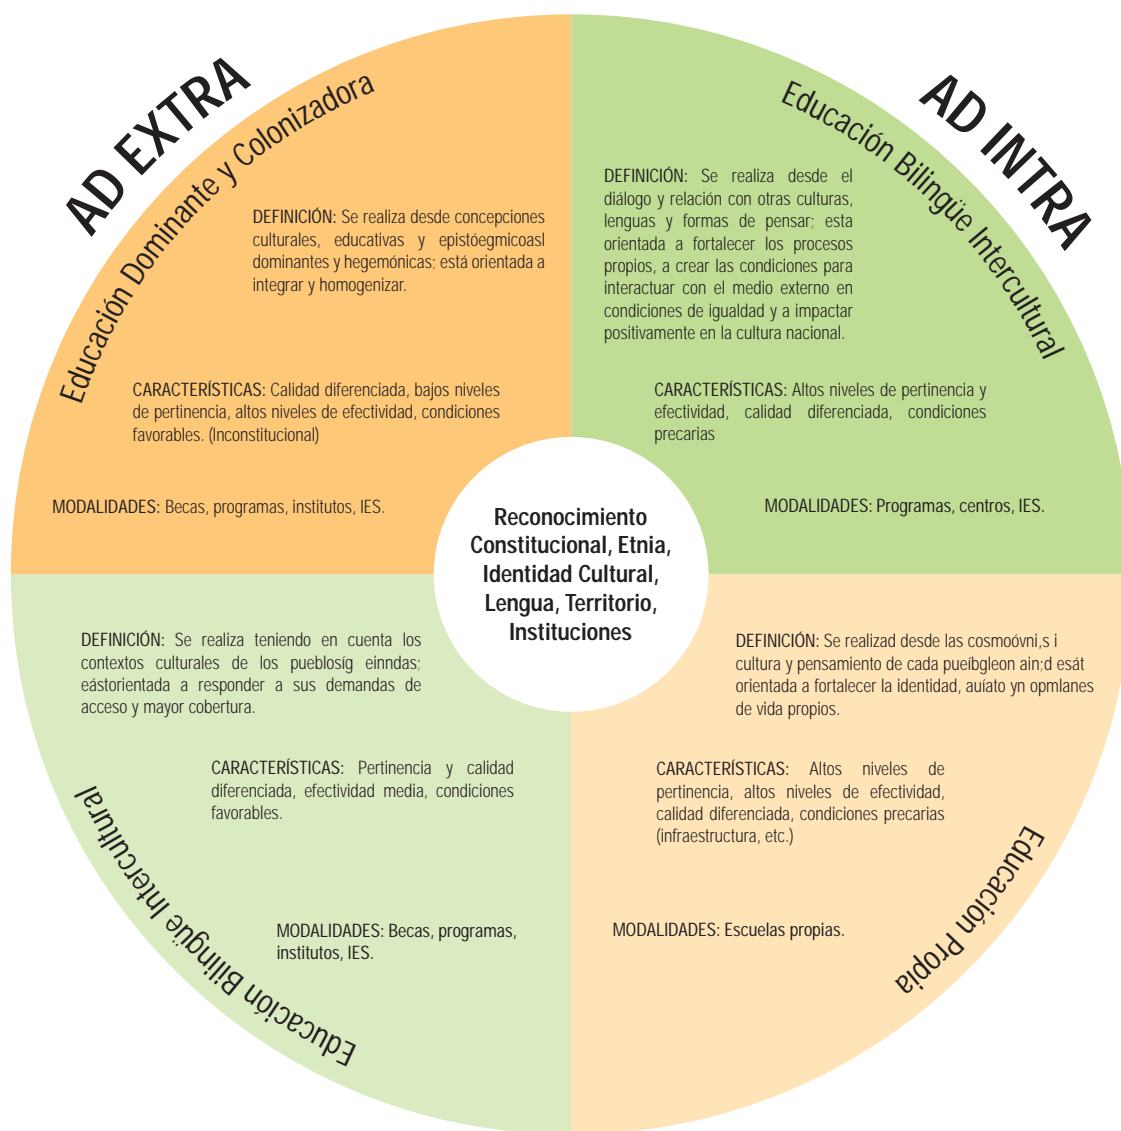 AD EXTRA
Educación Dominante y Colonizadora
DEFINICIÓN: Se realiza desde concepciones
culturales, educativas y epistóegmicoasl
dominantes y hegemónicas; está orientada a
integrar y homogenizar.
CARACTERÍSTICAS: Calidad diferenciada, bajos niveles
de pertinencia, altos niveles de efectividad, condiciones
favorables. (Inconstitucional)
MODALIDADES: Becas, programas, institutos, IES.
AD INTRA
Educación Bilingüe Intercultural
DEFINICIÓN: Se realiza desde el
diálogo y relación con otras culturas,
lenguas y formas de pensar; esta
orientada a fortalecer los procesos
propios, a crear las condiciones para
interactuar con el medio externo en
condiciones de igualdad y a impactar
positivamente en la cultura nacional.
CARACTERÍSTICAS: Altos niveles de pertinencia y
efectividad, calidad diferenciada, condiciones
precarias
MODALIDADES: Programas, centros, IES.
Reconocimiento
Constitucional, Etnia,
Identidad Cultural,
Lengua, Territorio,
Instituciones
DEFINICIÓN: Se realiza teniendo en cuenta los
contextos culturales de los pueblosíg einndas;
eástorientada a responder a sus demandas de
acceso y mayor cobertura.
CARACTERÍSTICAS: Pertinencia y calidad
diferenciada, efectividad media, condiciones
favorables.
MODALIDADES: Becas, programas,
institutos, IES.
Educación Bilingüe Intercultural
DEFINICIÓN: Se realizad desde las cosmoóvni,s i
cultura y pensamiento de cada pueíbgleon ain;d esát
orientada a fortalecer la identidad, auíato yn opmlanes
de vida propios.
CARACTERÍSTICAS: Altos niveles de
pertinencia, altos niveles de efectividad,
calidad diferenciada, condiciones precarias
(infraestructura, etc.)
MODALIDADES: Escuelas propias.
Educación Propia